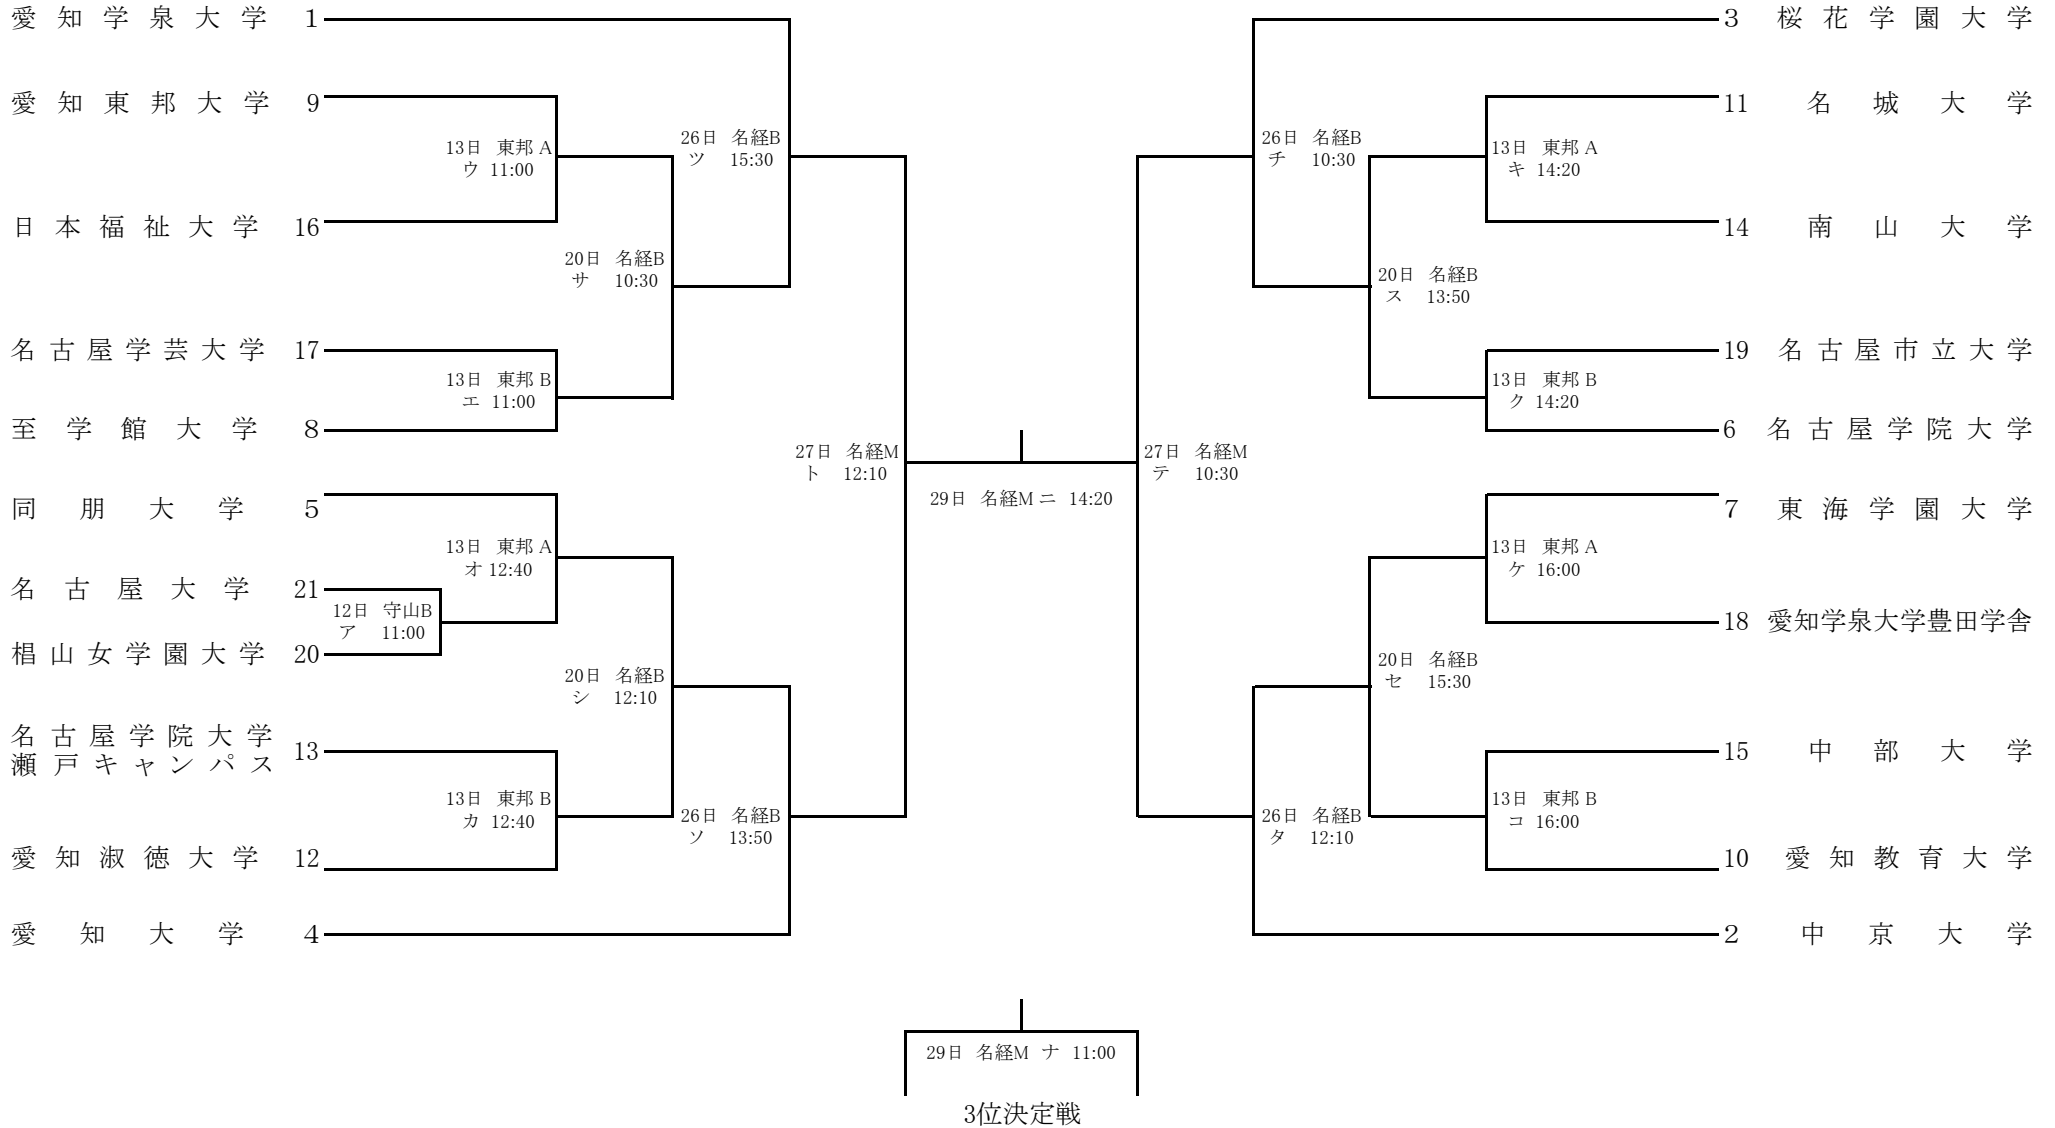 愛知学泉大学 1
3 桜花学園大学
愛知東邦大学 9
11 名城大学
26日 名経B
ツ 15:30
26日 名経B
チ 10:30
13日 東邦 A
ウ 11:00
13日 東邦 A
キ 14:20
日本福祉大学 16
14 南山大学
20日 名経B
サ 10:30
20日 名経B
ス 13:50
名古屋学芸大学 17
19 名古屋市立大学
13日 東邦 B
エ 11:00
13日 東邦 B
ク 14:20
至学館大学 8
6 名古屋学院大学
27日 名経M
ト 12:10
27日 名経M
テ 10:30
29日 名経M ニ 14:20
同朋大学 5
7 東海学園大学
13日 東邦 A
オ 12:40
13日 東邦 A
ケ 16:00
名古屋大学 21
12日 守山B
ア 11:00
18 愛知学泉大学豊田学舎
椙山女学園大学 20
20日 名経B
シ 12:10
20日 名経B
セ 15:30
名古屋学院大学
瀬戸キャンパス 13
15 中部大学
13日 東邦 B
カ 12:40
26日 名経B
ソ 13:50
26日 名経B
タ 12:10
13日 東邦 B
コ 16:00
愛知淑徳大学 12
10 愛知教育大学
愛知大学 4
2 中京大学
29日 名経M ナ 11:00
3位決定戦